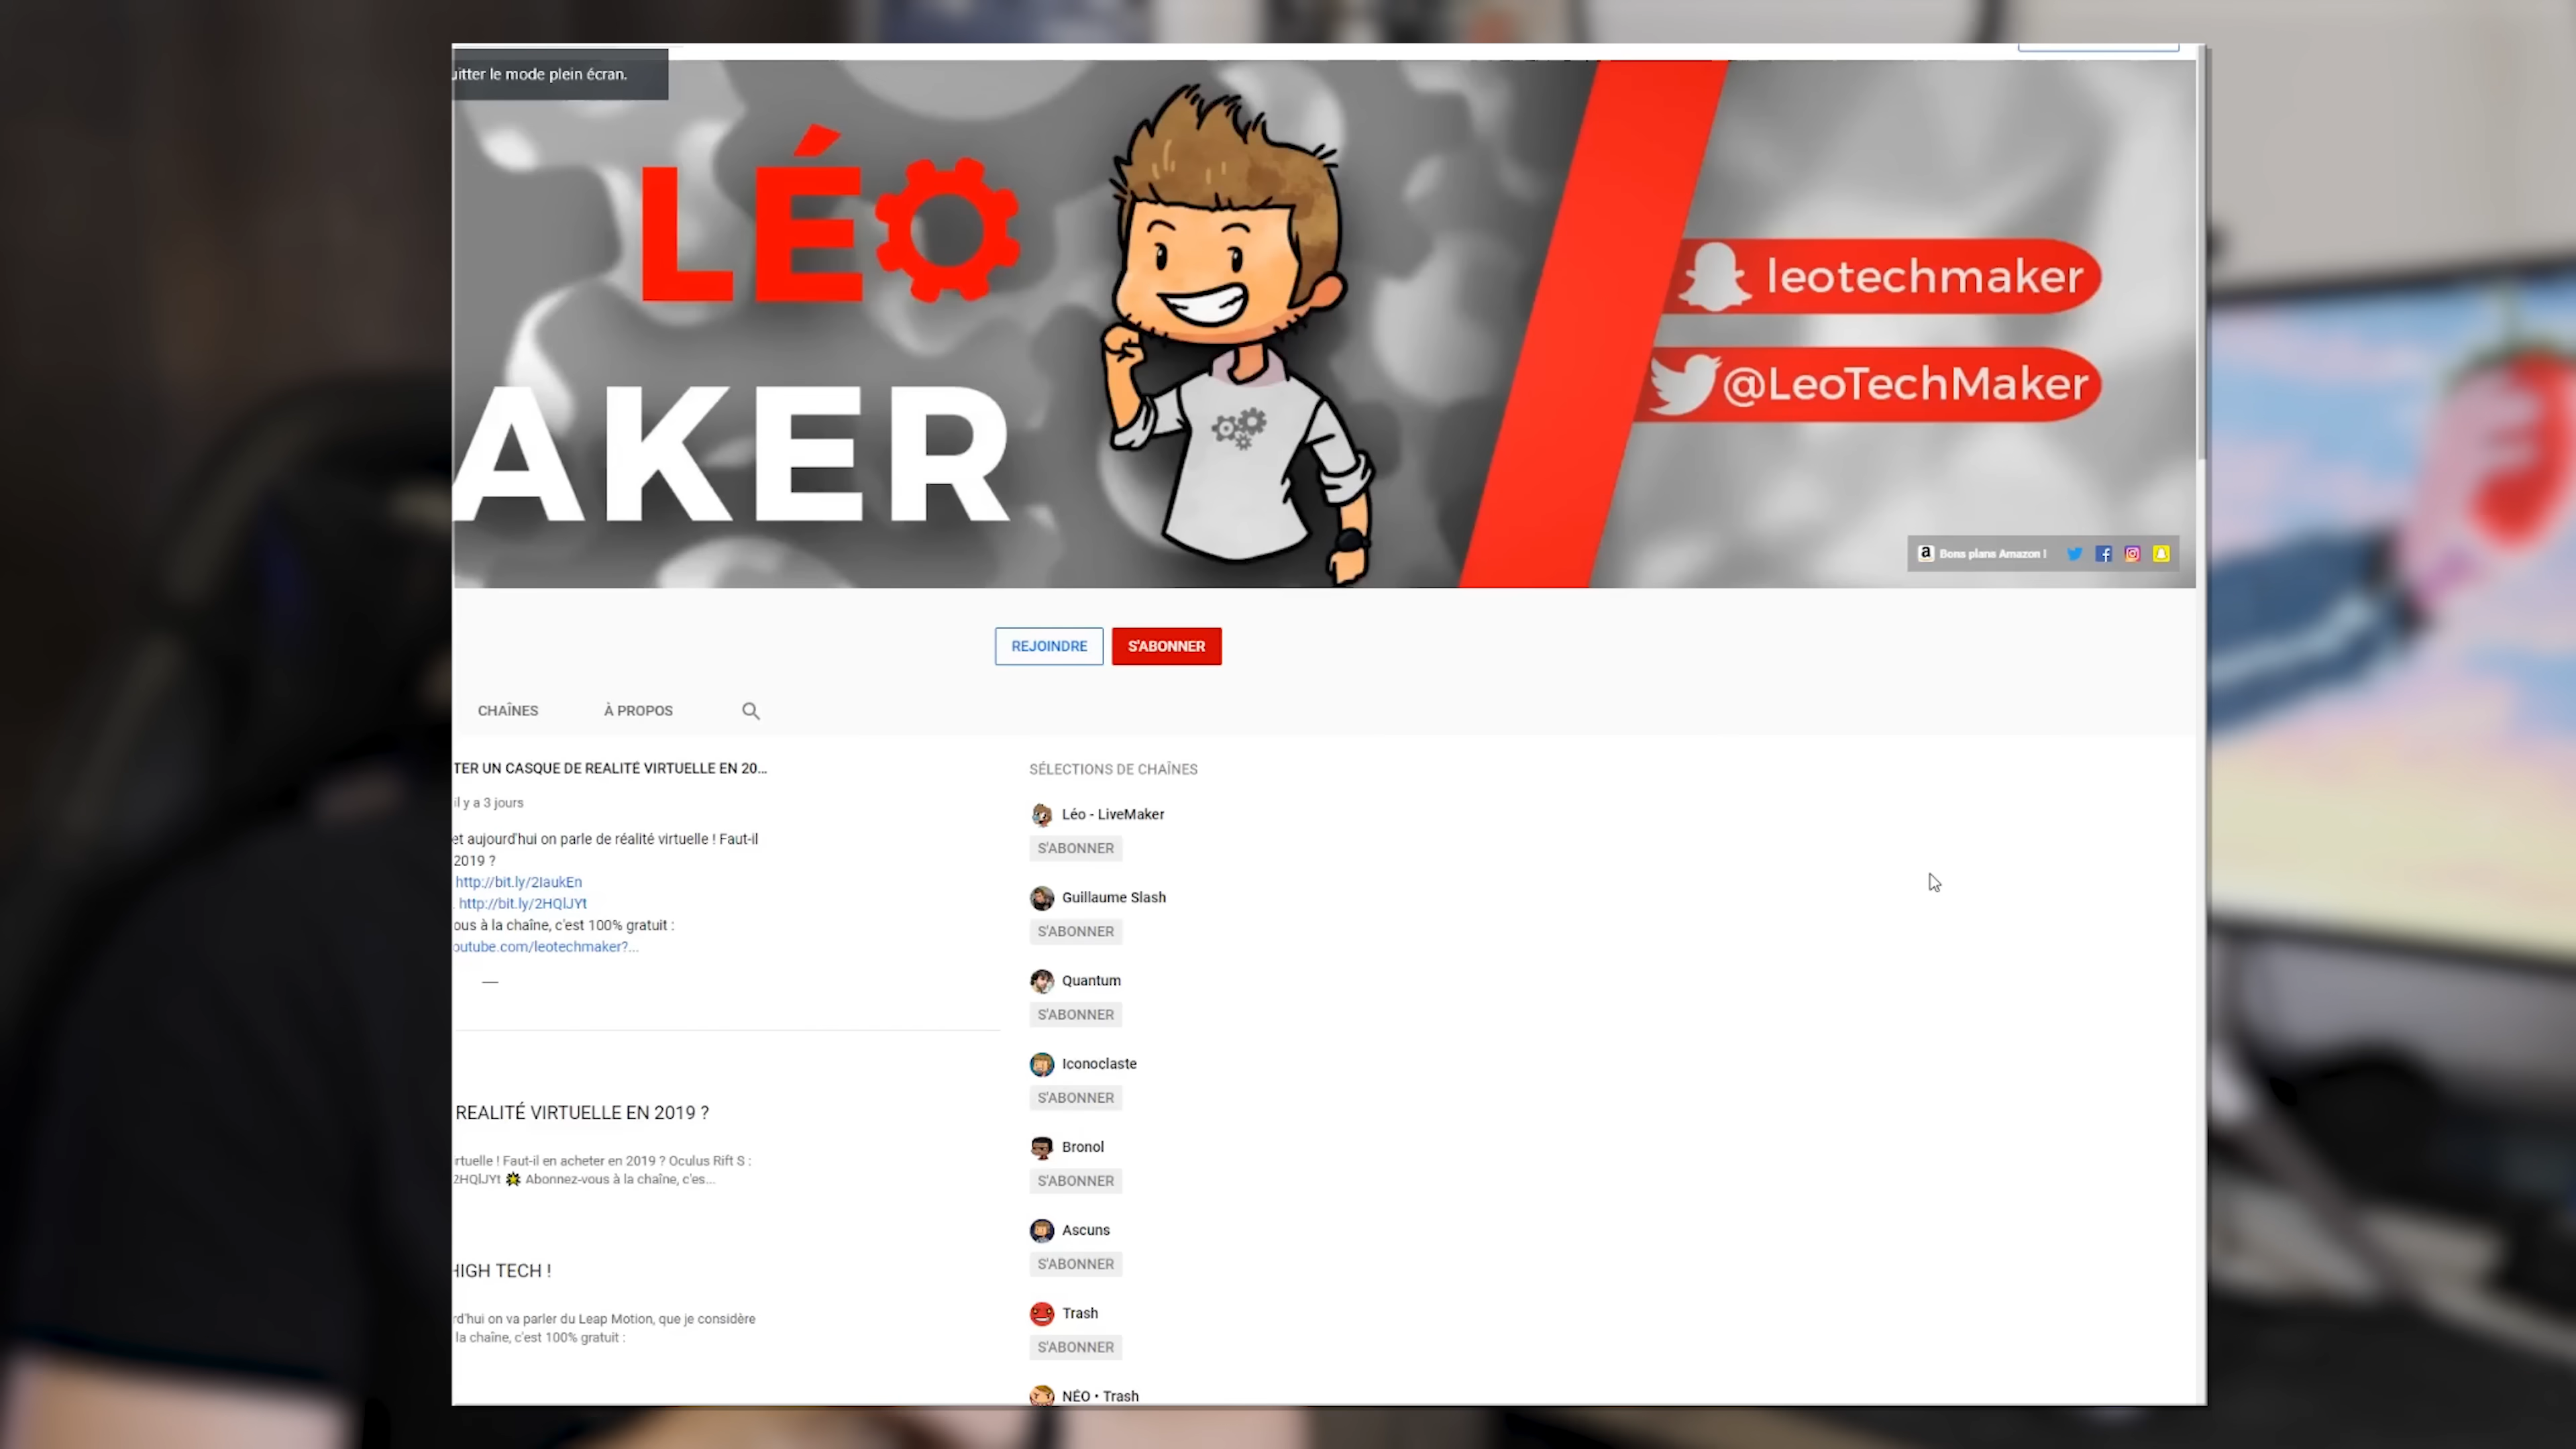 uitter le mode plein écran.
LÉO
AKER
leotechmaker
@LeoTechMaker
Bons plans Amazon !
REJOINDRE
S'ABONNER
CHAÎNES
À PROPOS
TER UN CASQUE DE REALITÉ VIRTUELLE EN 20...
il y a 3 jours
et aujourd'hui on parle de réalité virtuelle ! Faut-il
2019 ?
http://bit.ly/2IaukEn
. http://bit.ly/2HQlJYt
ous à la chaîne, c'est 100% gratuit :
outube.com/leotechmaker?...
REALITÉ VIRTUELLE EN 2019 ?
rtuelle ! Faut-il en acheter en 2019 ? Oculus Rift S :
2HQlJYt Abonnez-vous à la chaîne, c'es...
HIGH TECH !
rd'hui on va parler du Leap Motion, que je considère
la chaîne, c'est 100% gratuit :
SÉLECTIONS DE CHAÎNES
Léo - LiveMaker
S'ABONNER
Guillaume Slash
S'ABONNER
Quantum
S'ABONNER
Iconoclaste
S'ABONNER
Bronol
S'ABONNER
Ascuns
S'ABONNER
Trash
S'ABONNER
NÉO • Trash